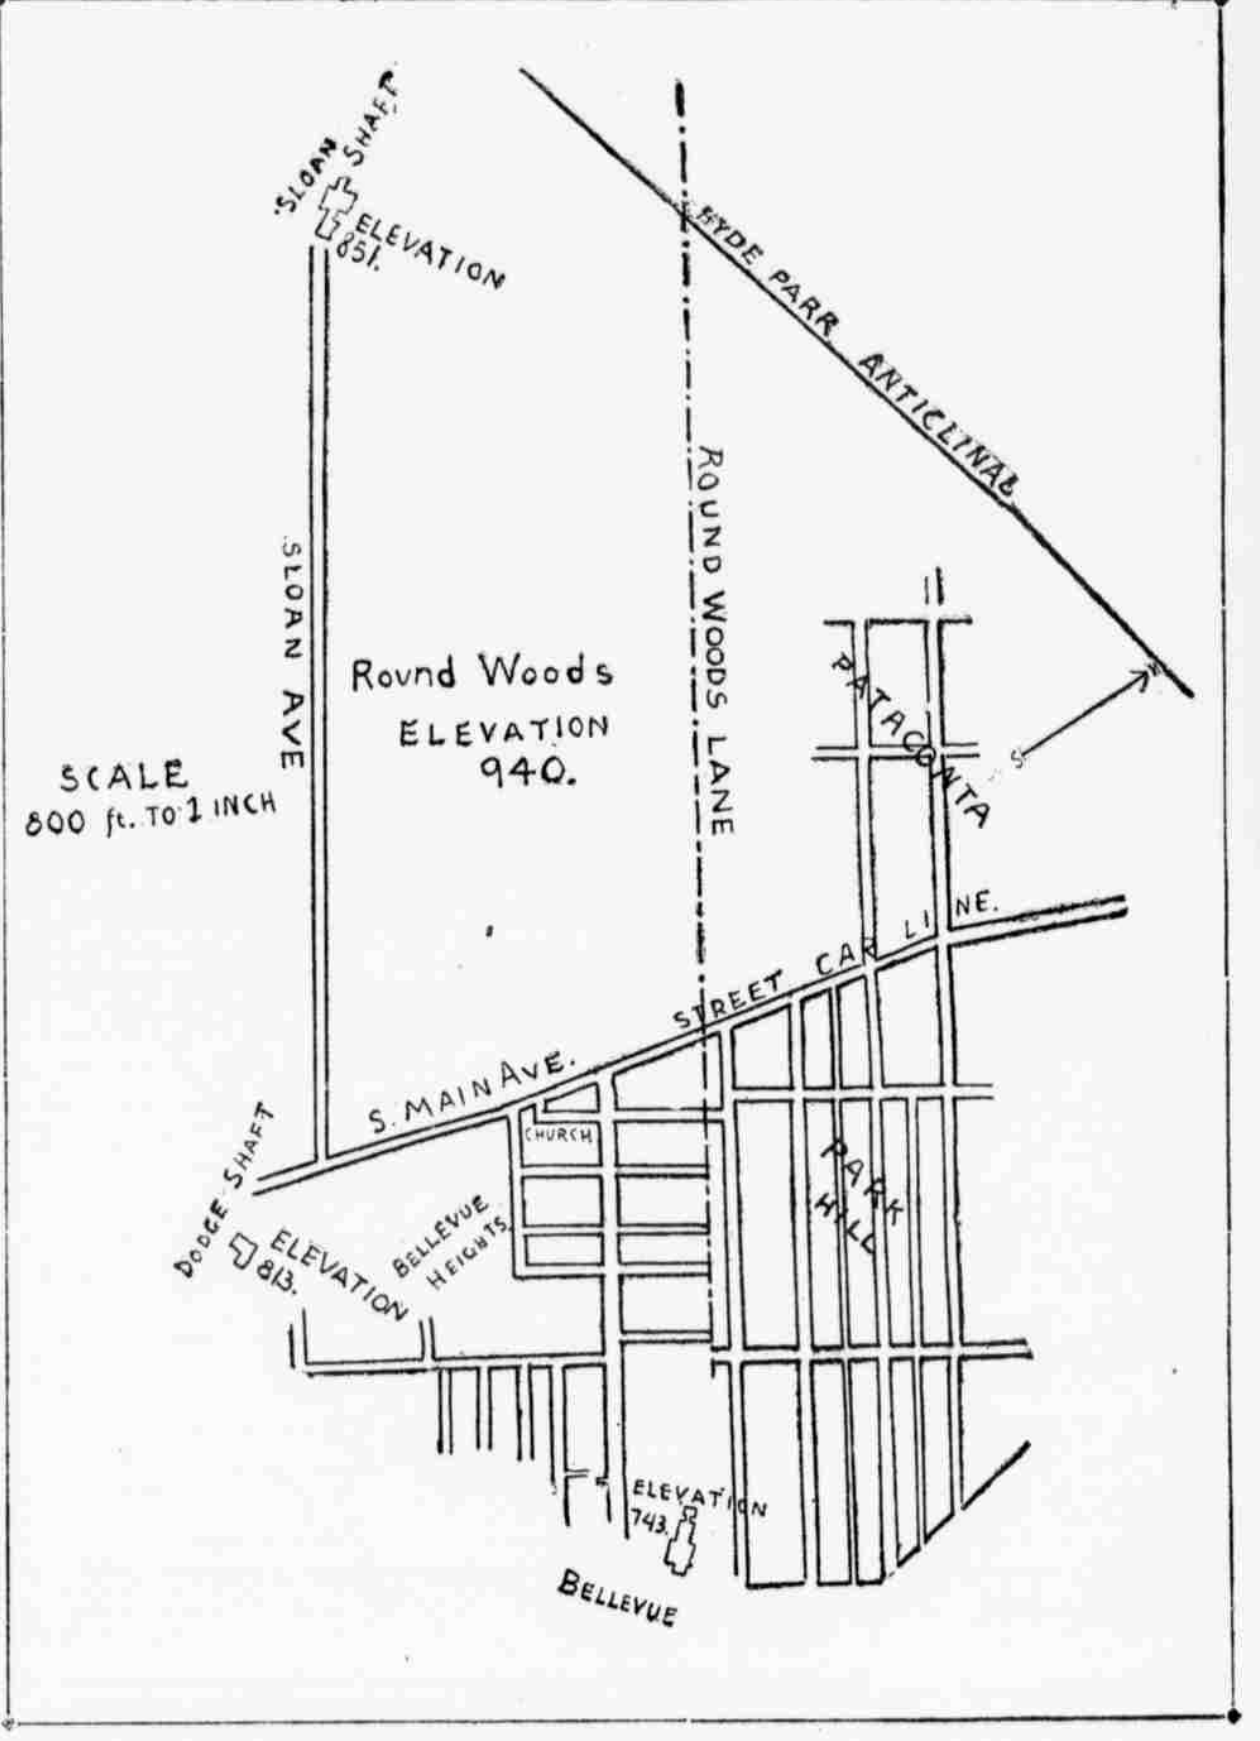 SLOAN SHAFT
ELEVATION
851.
HYDE PARR ANTICLINAL
ROUND WOODS LANE
SLOAN AVE
Round Woods
ELEVATION
940.
SCALE
800 ft. TO 1 INCH
PATAGONTA
S
N
S. MAIN AVE.
STREET CAR LINE.
CHURCH
DODGE SHAFT
ELEVATION
813.
BELLEVUE
HEIGHTS
PARK
HILL
ELEVATION
743.
BELLEVUE